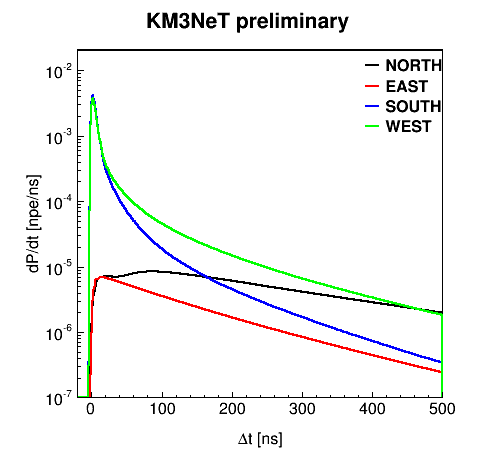 KM3NeT preliminary
dP/dt [npe/ns]
10^-2
10^-3
10^-4
10^-5
10^-6
10^-7
NORTH
EAST
SOUTH
WEST
0 100 200 300 400 500
Δt [ns]